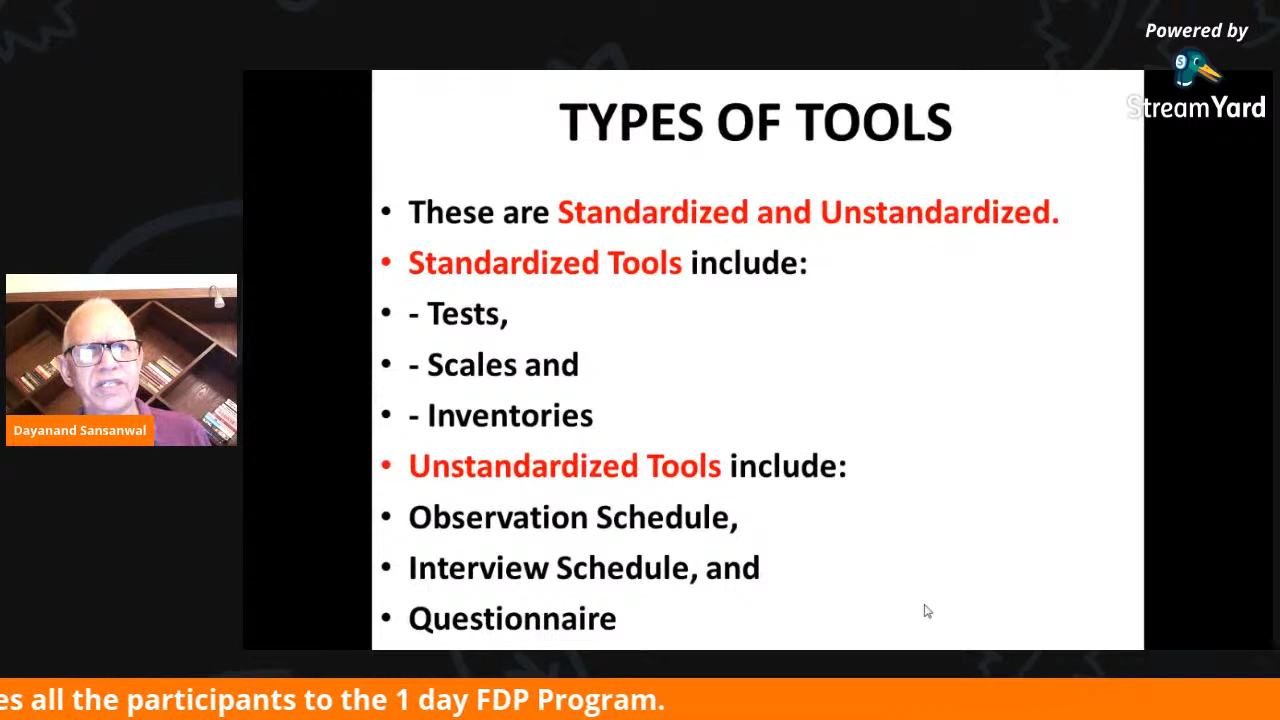 Powered by
StreamYard
TYPES OF TOOLS
• These are Standardized and Unstandardized.
• Standardized Tools include:
• - Tests,
• - Scales and
• - Inventories
• Unstandardized Tools include:
• Observation Schedule,
• Interview Schedule, and
• Questionnaire
Dayanand Sansanwal
es all the participants to the 1 day FDP Program.